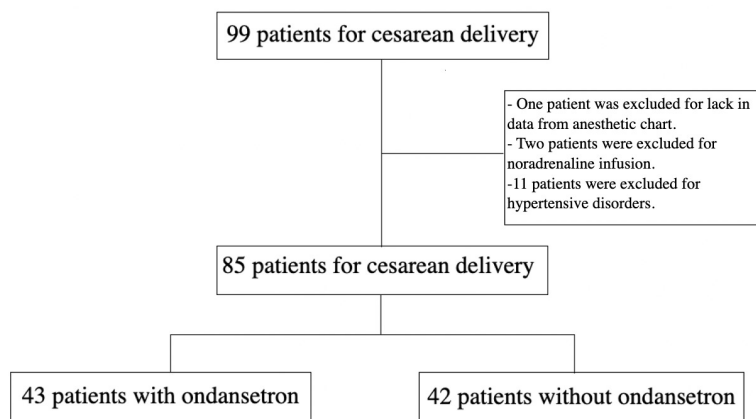 99 patients for cesarean delivery
- One patient was excluded for lack in
data from anesthetic chart.
- Two patients were excluded for
noradrenaline infusion.
-11 patients were excluded for
hypertensive disorders.
85 patients for cesarean delivery
43 patients with ondansetron
42 patients without ondansetron